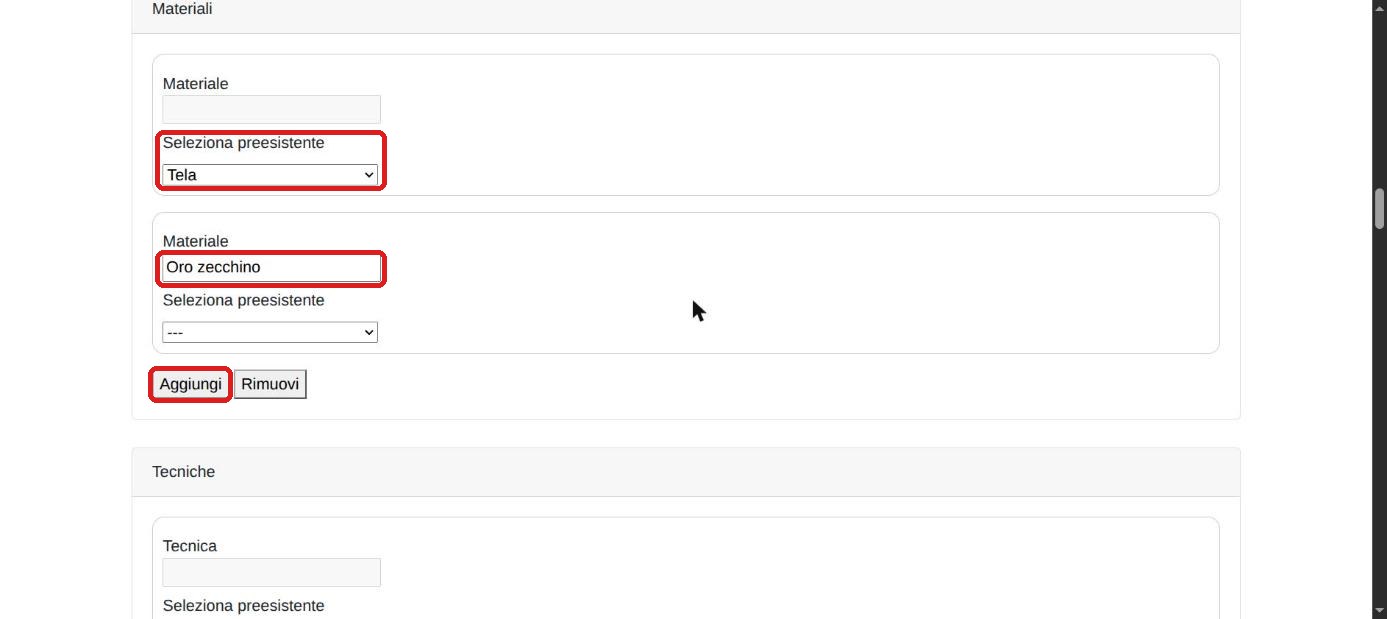 Materiali
Materiale
Seleziona preesistente
Tela
Materiale
Oro zecchino
Seleziona preesistente
---
Aggiungi Rimuovi
Tecniche
Tecnica
Seleziona preesistente